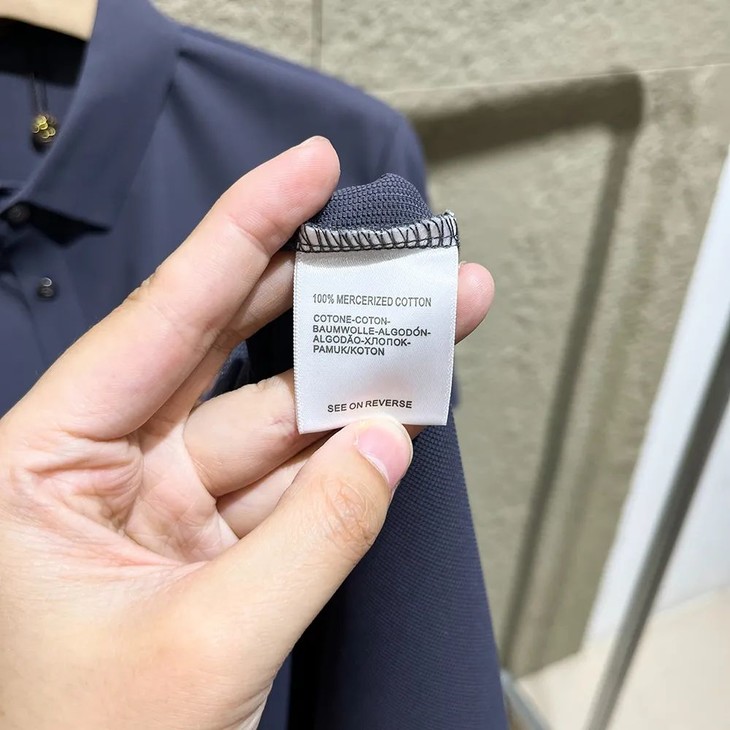 100% MERCERIZED COTTON
COTONE-COTON-
BAUMWOLLE-ALGODÓN-
ALGODÃO-ХЛОПОК-
PAMUK/KOTON
SEE ON REVERSE